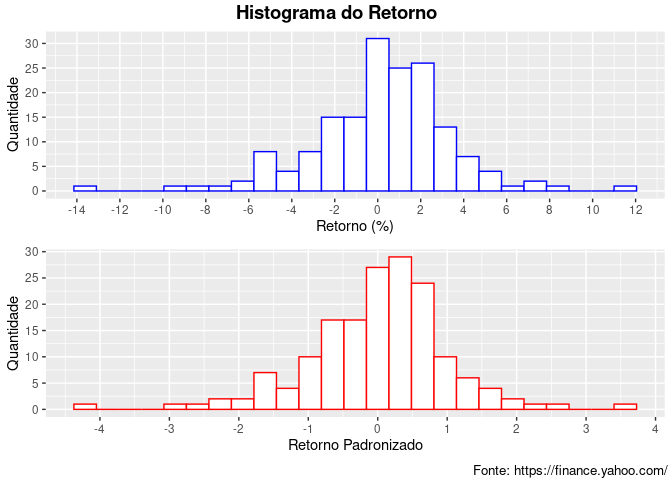 Histograma do Retorno
30
25
20
15
10
5
0
Quantidade
-14 -12 -10 -8 -6 -4 -2 0 2 4 6 8 10 12
Retorno (%)
30
25
20
15
10
5
0
Quantidade
-4 -3 -2 -1 0 1 2 3 4
Retorno Padronizado
Fonte: https://finance.yahoo.com/